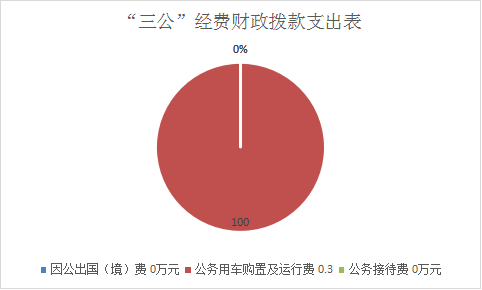 “三公”经费财政拨款支出表
0%
100
因公出国（境）费 0万元 公务用车购置及运行费 0.3 公务接待费 0万元